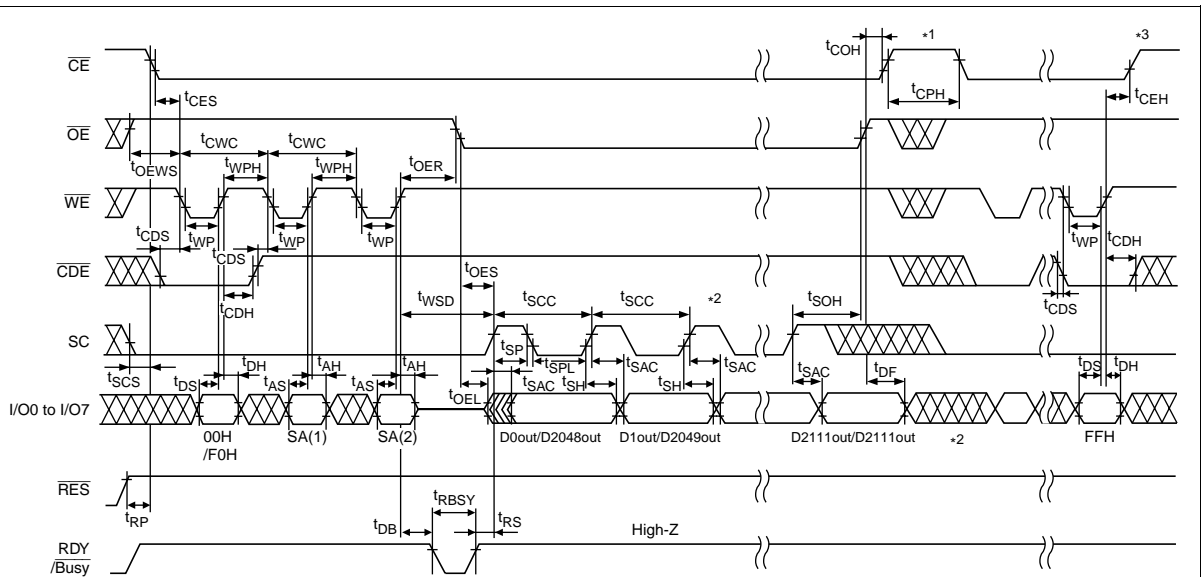 tCOH *1 *3
CE
tCES tCPH tCEH
OE
tCWC tCWC
tOEWS tWPH tWPH tOER
WE
tCDS tWP tCDS tWP tWP tWP tCDH
CDE
tCDH tOES tCDS
tWSD tSCC tSCC *2 tSOH
SC
tSP tSPL tSAC tSAC
tSCS tDS tDH tAS tAH tAS tAH tSAC tSH tSH tSAC tDF tDS tDH
tOEL
I/O0 to I/O7
00H
/F0H
SA(1) SA(2) D0out/D2048out D1out/D2049out D2111out/D2111out *2 FFH
RES
tRP
tRBSY
tDB tRS High-Z
RDY
/Busy